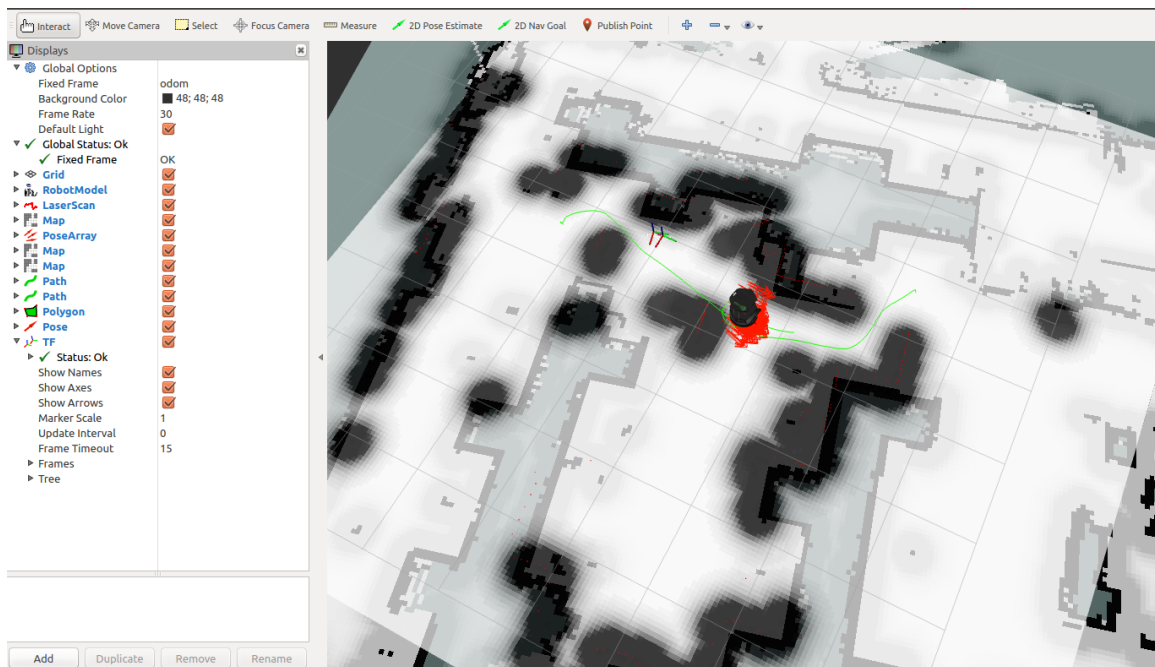 Interact Move Camera Select Focus Camera Measure 2D Pose Estimate 2D Nav Goal Publish Point
Displays
Global Options
Fixed Frame odom
Background Color 48; 48; 48
Frame Rate 30
Default Light
Global Status: Ok
Fixed Frame OK
Grid
RobotModel
LaserScan
Map
PoseArray
Map
Map
Path
Path
Polygon
Pose
TF
Status: Ok
Show Names
Show Axes
Show Arrows
Marker Scale 1
Update Interval 0
Frame Timeout 15
Frames
Tree
Add Duplicate Remove Rename